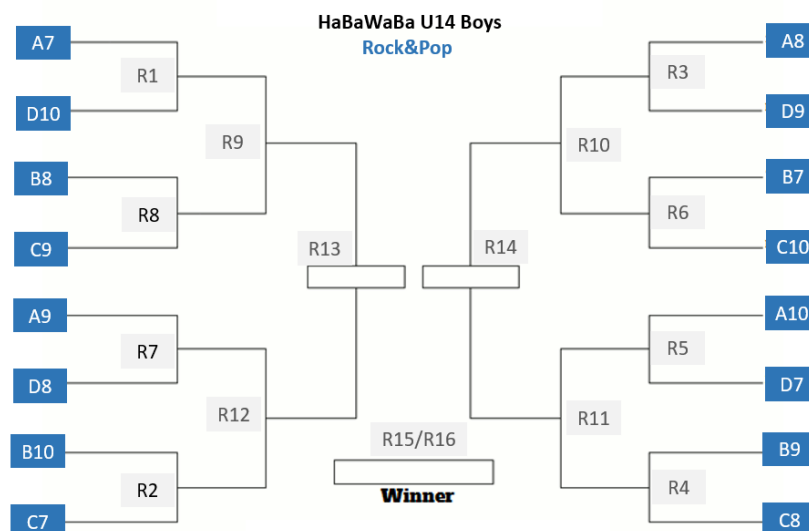 HaBaWaBa U14 Boys
Rock&Pop
A7
R1
D10
R9
B8
R8
C9
R13
A9
R7
D8
R12
B10
R2
C7
A8
R3
D9
R10
B7
R6
C10
R14
A10
R5
D7
R11
B9
R4
C8
R15/R16
Winner